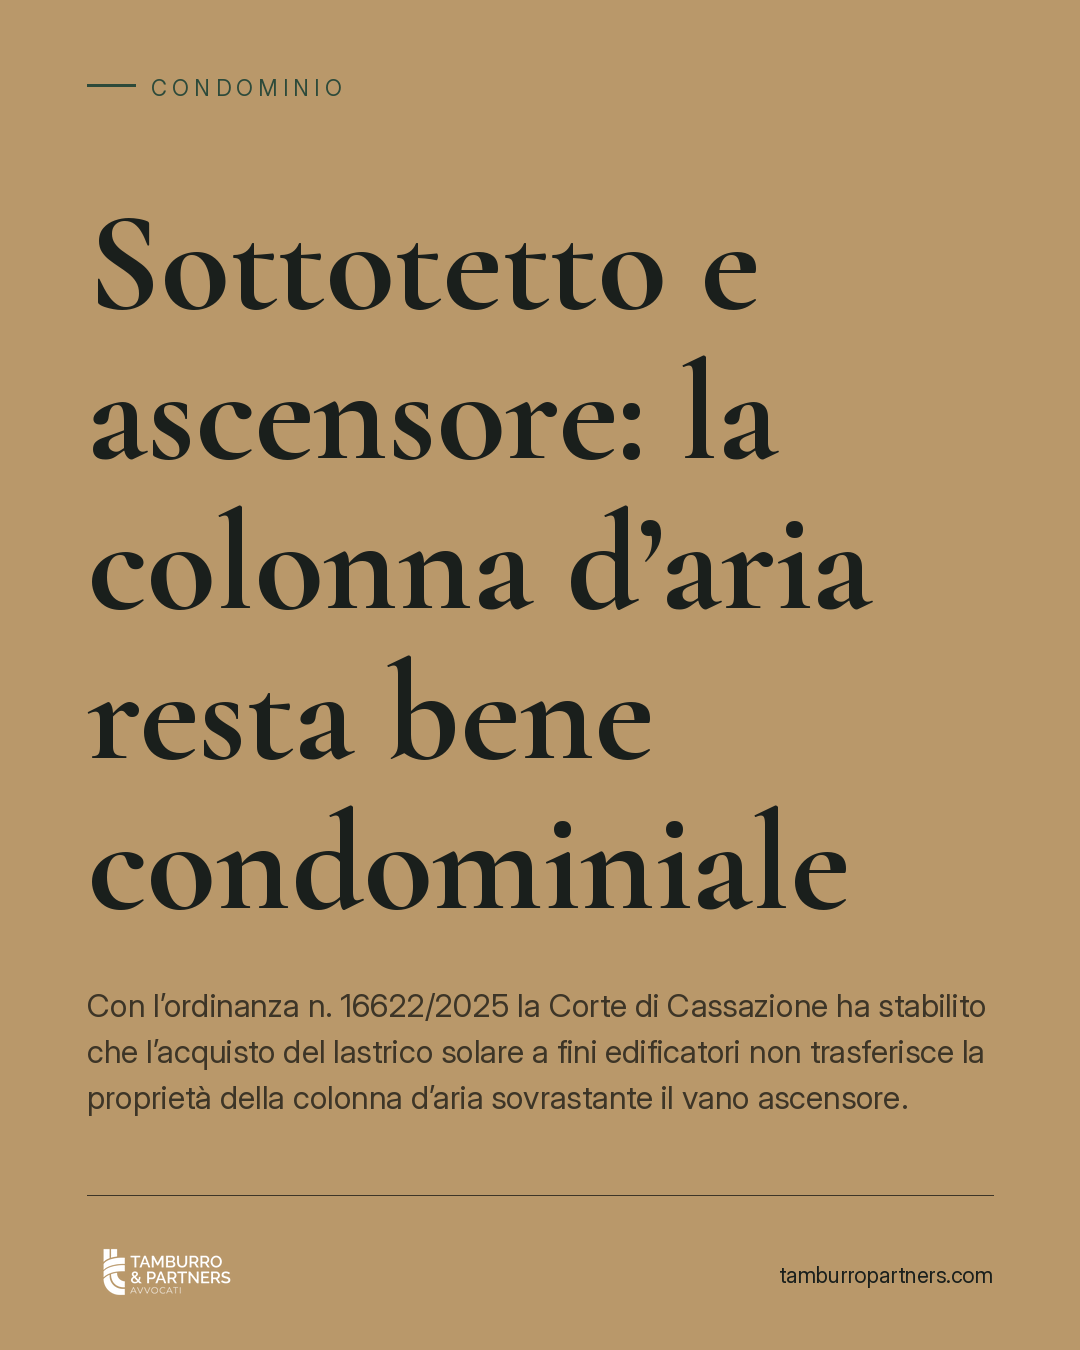 CONDOMINIO
Sottotetto e
ascensore: la
colonna d’aria
resta bene
condominiale
Con l’ordinanza n. 16622/2025 la Corte di Cassazione ha stabilito
che l’acquisto del lastrico solare a fini edificatori non trasferisce la
proprietà della colonna d’aria sovrastante il vano ascensore.
TAMBURRO
& PARTNERS
AVVOCATI
tamburropartners.com